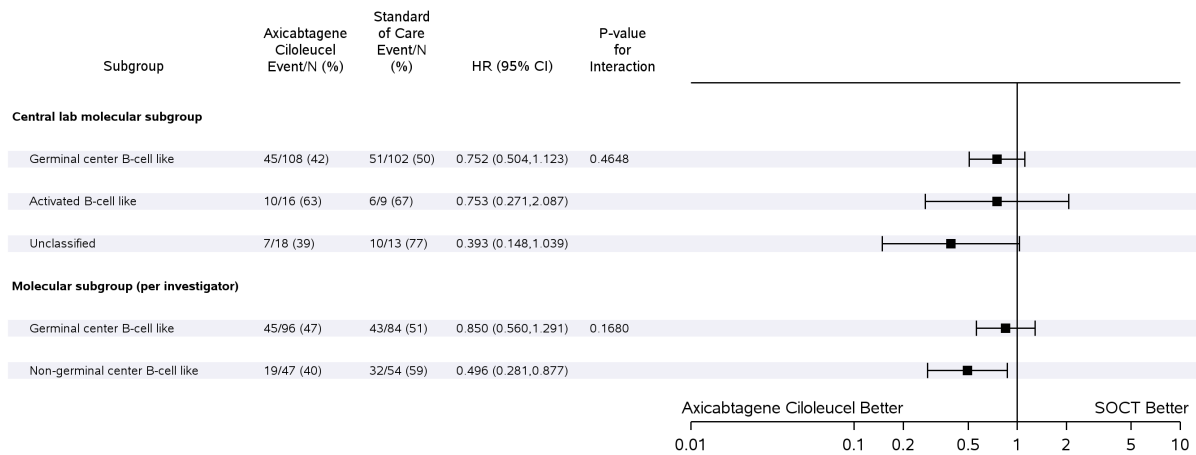 Subgroup
Axicabtagene
Ciloleucel
Event/N (%)
Standard
of Care
Event/N
(%)
HR (95% CI)
P-value
for
Interaction
Central lab molecular subgroup
Germinal center B-cell like 45/108 (42) 51/102 (50) 0.752 (0.504,1.123) 0.4648
Activated B-cell like 10/16 (63) 6/9 (67) 0.753 (0.271,2.087)
Unclassified 7/18 (39) 10/13 (77) 0.393 (0.148,1.039)
Molecular subgroup (per investigator)
Germinal center B-cell like 45/96 (47) 43/84 (51) 0.850 (0.560,1.291) 0.1680
Non-germinal center B-cell like 19/47 (40) 32/54 (59) 0.496 (0.281,0.877)
Axicabtagene Ciloleucel Better SOCT Better
0.01 0.1 0.2 0.5 1 2 5 10